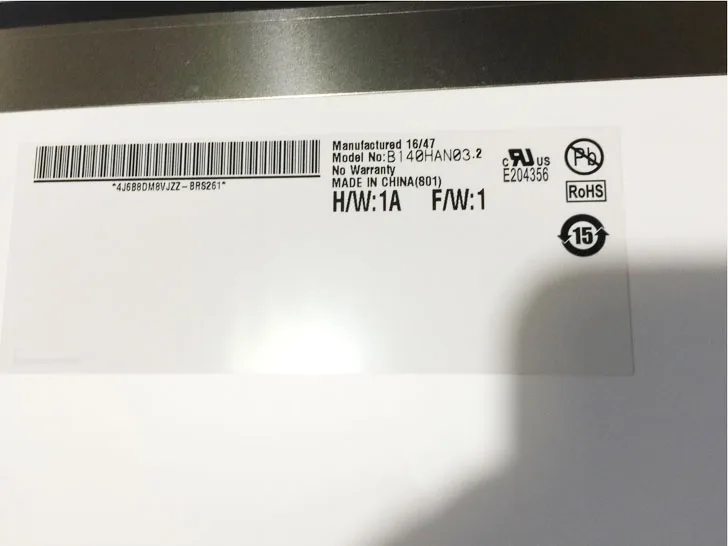 Manufactured 16/47
Model No:B140HAN03.2
No Warranty
MADE IN CHINA(801)
H/W:1A F/W:1
*4J6B8DM8VJZZ-BRS261*
c RU US
E204356
Pb
RoHS
15